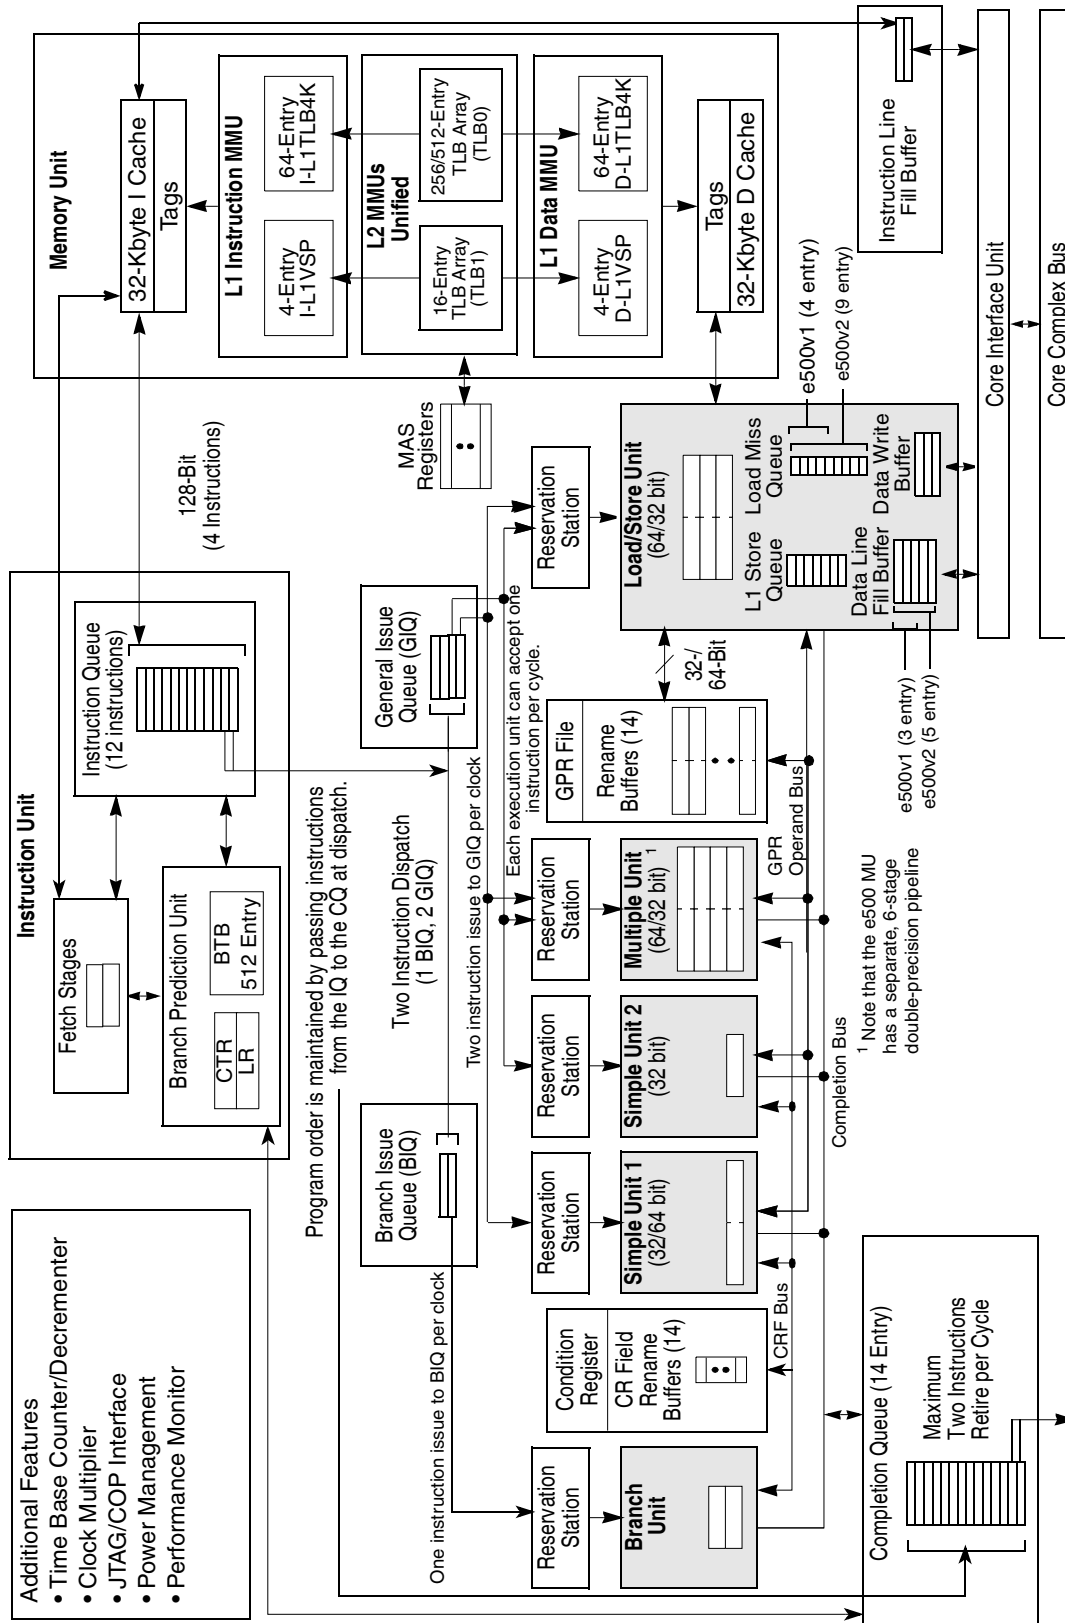 Additional Features
• Time Base Counter/Decrementer
• Clock Multiplier
• JTAG/COP Interface
• Power Management
• Performance Monitor
Instruction Unit
Fetch Stages
Branch Prediction Unit
CTR
LR
BTB
512 Entry
Instruction Queue
(12 instructions)
128-Bit
(4 Instructions)
Memory Unit
32-Kbyte I Cache
Tags
L1 Instruction MMU
4-Entry
I-L1VSP
64-Entry
I-L1TLB4K
L2 MMUs
Unified
16-Entry
TLB Array
(TLB1)
256/512-Entry
TLB Array
(TLB0)
L1 Data MMU
4-Entry
D-L1VSP
64-Entry
D-L1TLB4K
Tags
32-Kbyte D Cache
MAS
Registers
Program order is maintained by passing instructions
from the IQ to the CQ at dispatch.
Two Instruction Dispatch
(1 BIQ, 2 GIQ)
Branch Issue
Queue (BIQ)
General Issue
Queue (GIQ)
One instruction issue to BIQ per clock
Two instruction issue to GIQ per clock
Each execution unit can accept one
instruction per cycle.
Reservation
Station
Reservation
Station
Reservation
Station
Reservation
Station
Reservation
Station
Condition
Register
CR Field
Rename
Buffers (14)
GPR File
Rename
Buffers (14)
32-/
64-Bit
Branch
Unit
Simple Unit 1
(32/64 bit)
Simple Unit 2
(32 bit)
Multiple Unit
(64/32 bit) 1
Load/Store Unit
(64/32 bit)
L1 Store
Queue
Load Miss
Queue
Data Line
Fill Buffer
Data Write
Buffer
e500v1 (4 entry)
e500v2 (9 entry)
e500v1 (3 entry)
e500v2 (5 entry)
CRF Bus
GPR
Operand Bus
Completion Bus
1 Note that the e500 MU
has a separate, 6-stage
double-precision pipeline
Instruction Line
Fill Buffer
Core Interface Unit
Core Complex Bus
Completion Queue (14 Entry)
Maximum
Two Instructions
Retire per Cycle